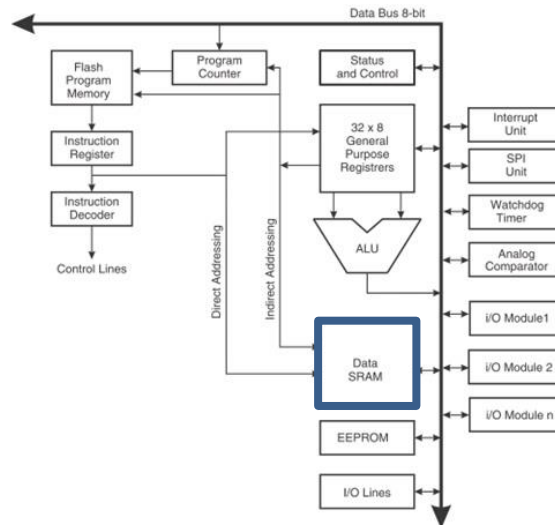 Data Bus 8-bit
Flash
Program
Memory
Program
Counter
Status
and Control
Instruction
Register
32 x 8
General
Purpose
Registrers
Interrupt
Unit
SPI
Unit
Instruction
Decoder
Watchdog
Timer
Control Lines
Direct Addressing
Indirect Addressing
ALU
Analog
Comparator
i/O Module1
Data
SRAM
i/O Module 2
i/O Module n
EEPROM
I/O Lines